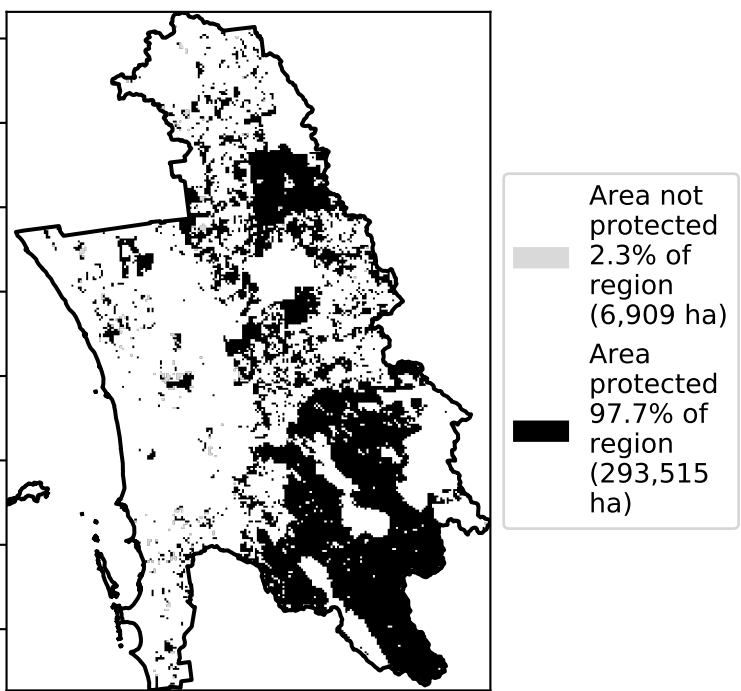 Area not
protected
2.3% of
region
(6,909 ha)
Area
protected
97.7% of
region
(293,515
ha)